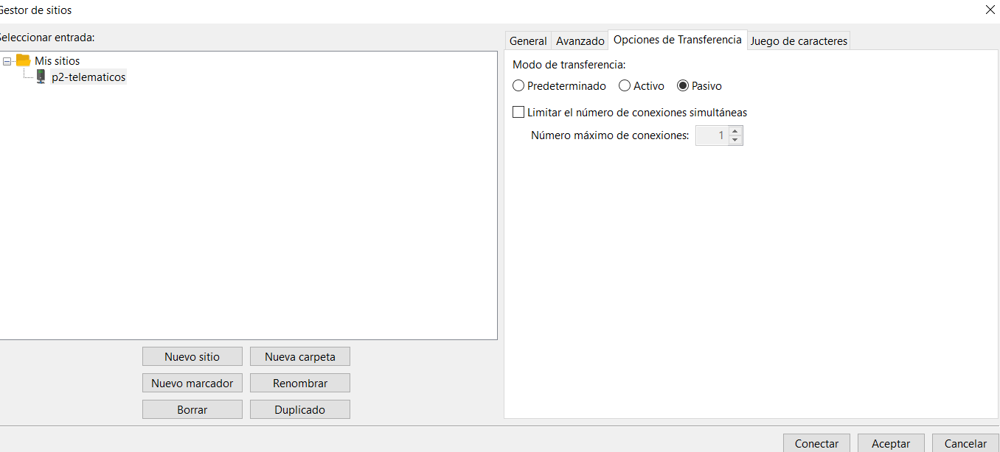 Gestor de sitios
Seleccionar entrada:
Mis sitios
p2-telematicos
Nuevo sitio
Nueva carpeta
Nuevo marcador
Renombrar
Borrar
Duplicado
General
Avanzado
Opciones de Transferencia
Juego de caracteres
Modo de transferencia:
Predeterminado
Activo
Pasivo
Limitar el número de conexiones simultáneas
Número máximo de conexiones:
1
Conectar
Aceptar
Cancelar